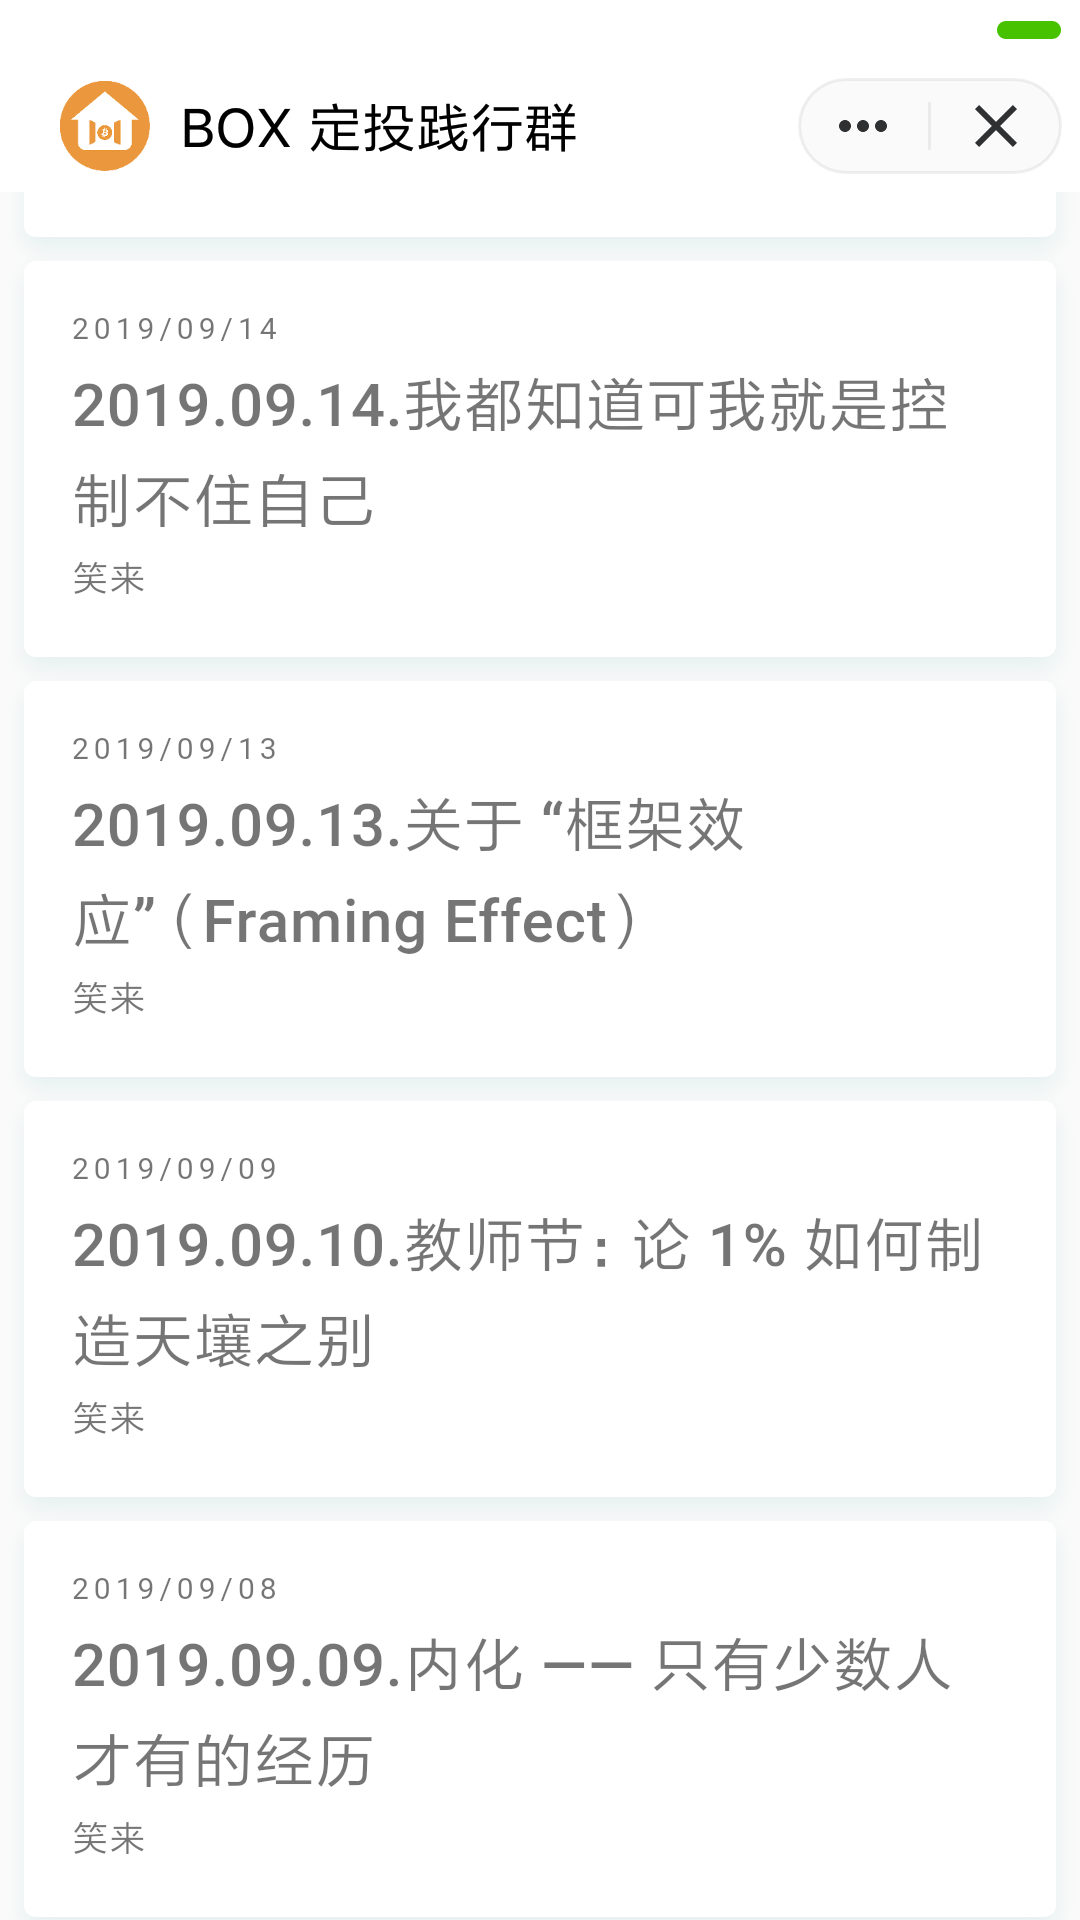 BOX 定投践行群
2019/09/14
2019.09.14.我都知道可我就是控
制不住自己
笑来
2019/09/13
2019.09.13.关于 “框架效
应”（Framing Effect）
笑来
2019/09/09
2019.09.10.教师节：论 1% 如何制
造天壤之别
笑来
2019/09/08
2019.09.09.内化 —— 只有少数人
才有的经历
笑来